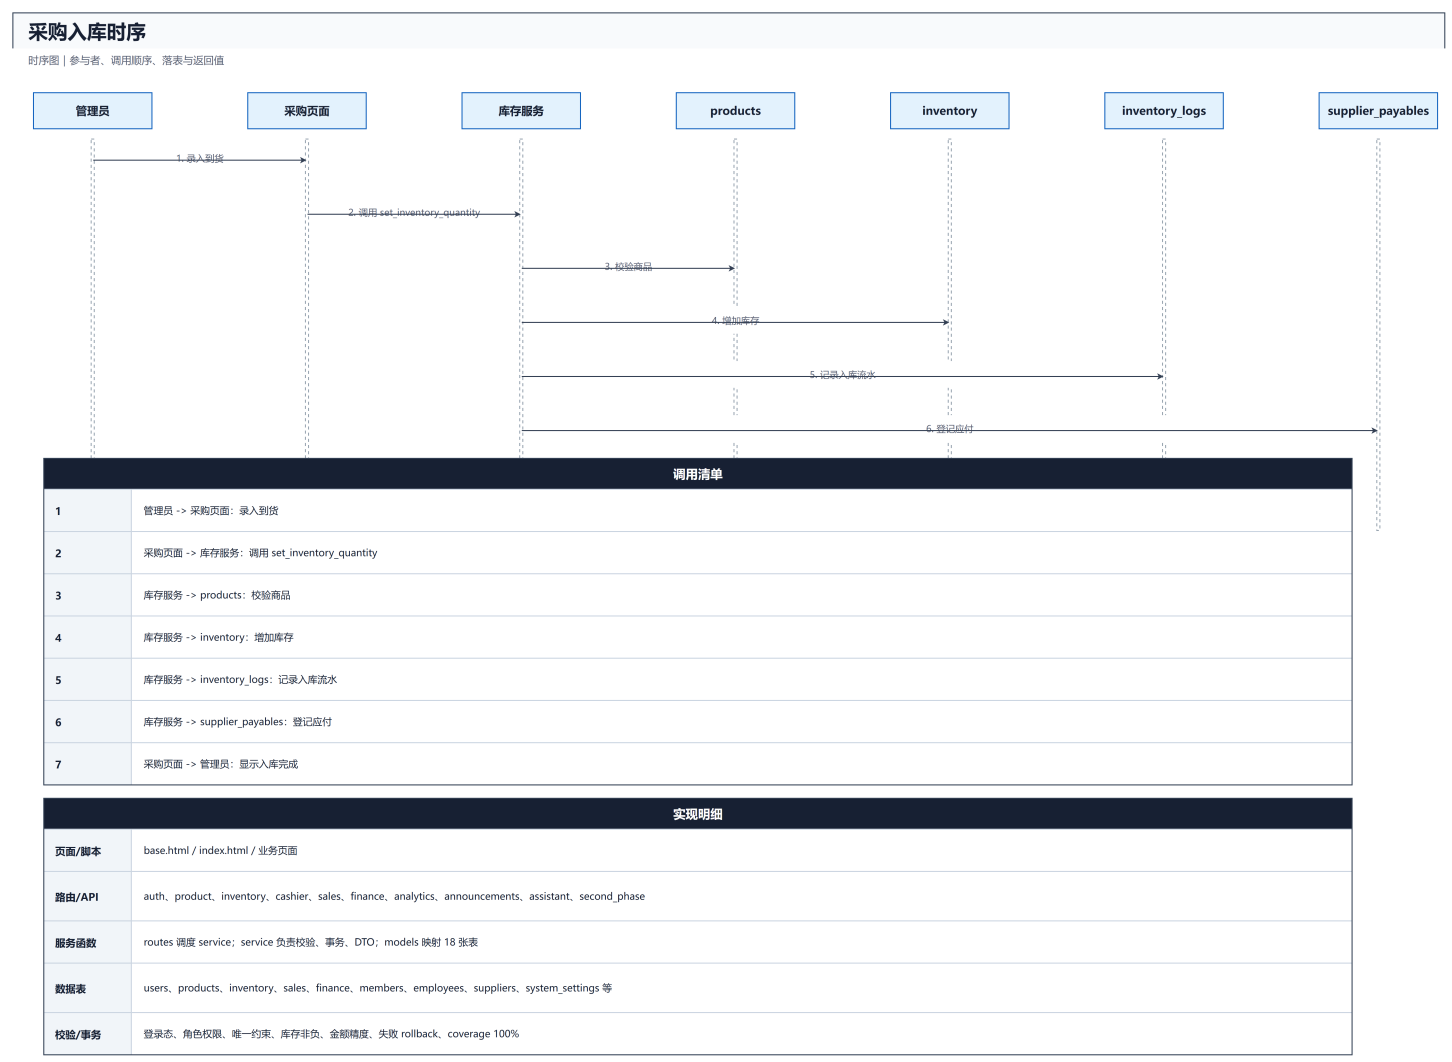 采购入库时序
时序图 | 参与者、调用顺序、落表与返回值
管理员 采购页面 库存服务 products inventory inventory_logs supplier_payables
1. 录入到货
2. 调用 set_inventory_quantity
3. 校验商品
4. 增加库存
5. 记录入库流水
6. 登记应付
调用清单
1 管理员 -> 采购页面：录入到货
2 采购页面 -> 库存服务：调用 set_inventory_quantity
3 库存服务 -> products：校验商品
4 库存服务 -> inventory：增加库存
5 库存服务 -> inventory_logs：记录入库流水
6 库存服务 -> supplier_payables：登记应付
7 采购页面 -> 管理员：显示入库完成
实现明细
页面/脚本 base.html / index.html / 业务页面
路由/API auth、product、inventory、cashier、sales、finance、analytics、announcements、assistant、second_phase
服务函数 routes 调度 service；service 负责校验、事务、DTO；models 映射 18 张表
数据表 users、products、inventory、sales、finance、members、employees、suppliers、system_settings 等
校验/事务 登录态、角色权限、唯一约束、库存非负、金额精度、失败 rollback、coverage 100%